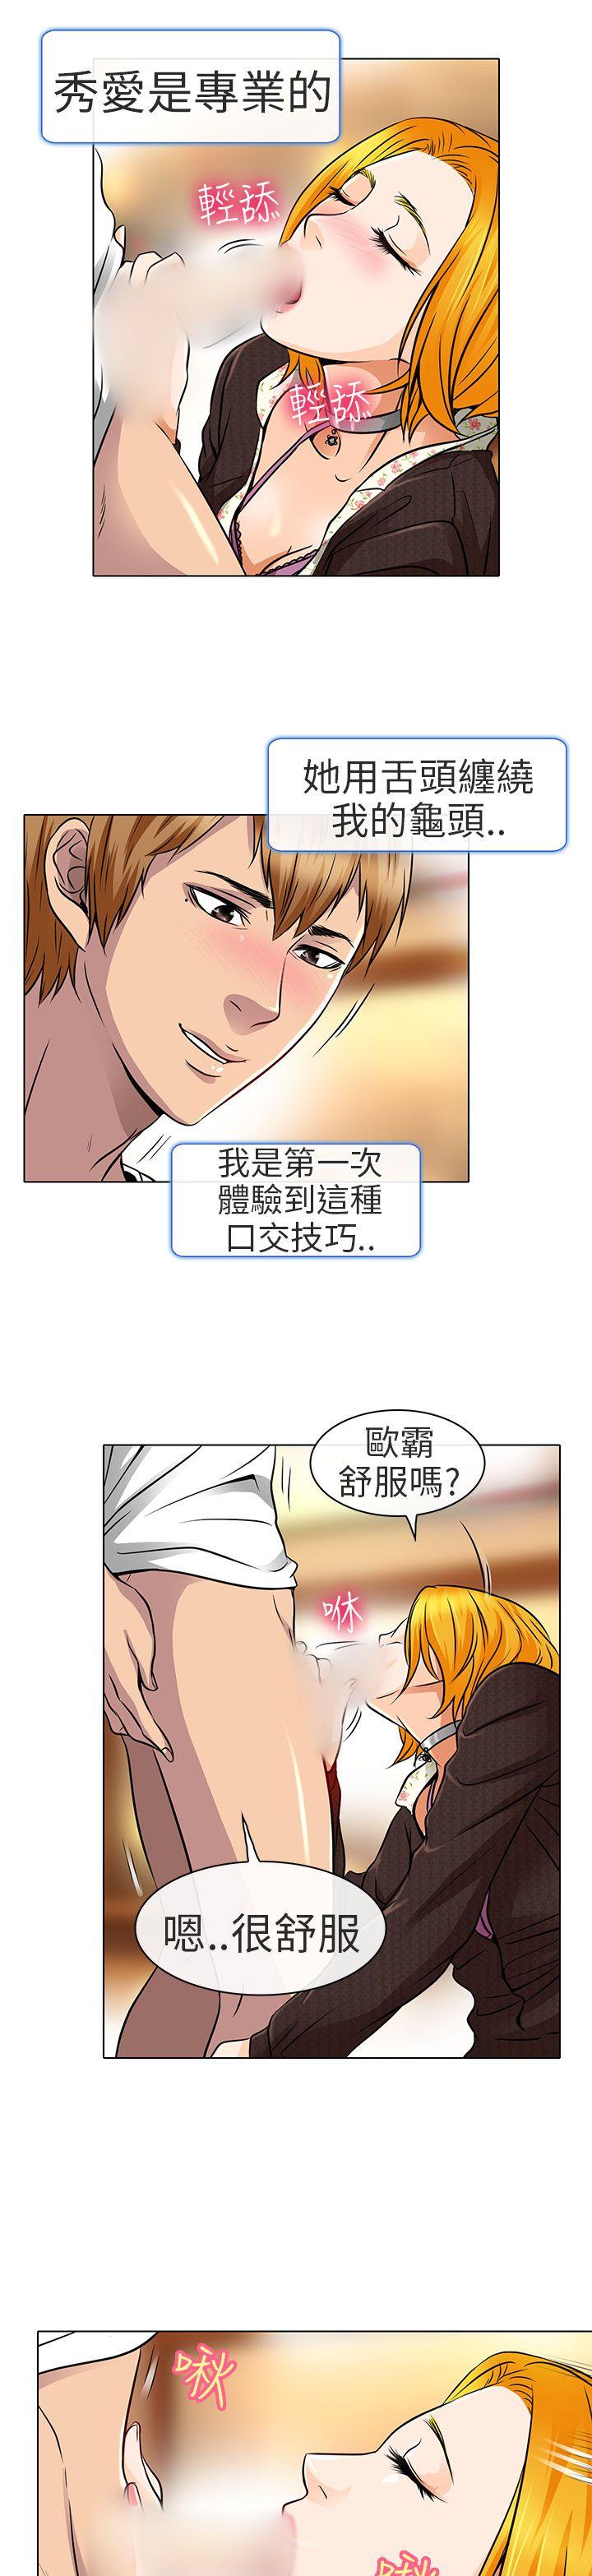 秀愛是專業的
輕舔
輕舔
她用舌頭纏繞
我的龜頭..
我是第一次
體驗到這種
口交技巧..
歐霸
舒服嗎?
咻
嗯..很舒服
啾
啾